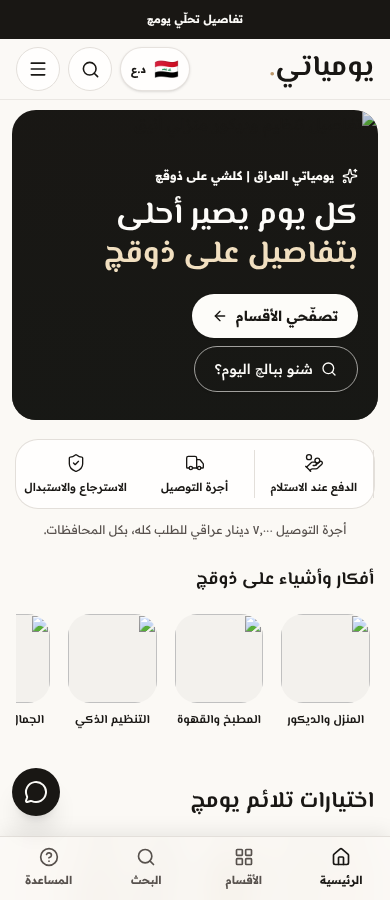 تفاصيل تحلّي يومچ
يومياتي.
د.ع
يومياتي العراق | كلشي على ذوقچ
كل يوم يصير أحلى
بتفاصيل على ذوقچ
تصفّحي الأقسام
شنو ببالچ اليوم؟
الدفع عند الاستلام
أجرة التوصيل
الاسترجاع والاستبدال
أجرة التوصيل ٧,٠٠٠ دينار عراقي للطلب كله، بكل المحافظات.
أفكار وأشياء على ذوقچ
المنزل والديكور
المطبخ والقهوة
التنظيم الذكي
الجمال
اختيارات تلائم يومچ
الرئيسية
الأقسام
البحث
المساعدة